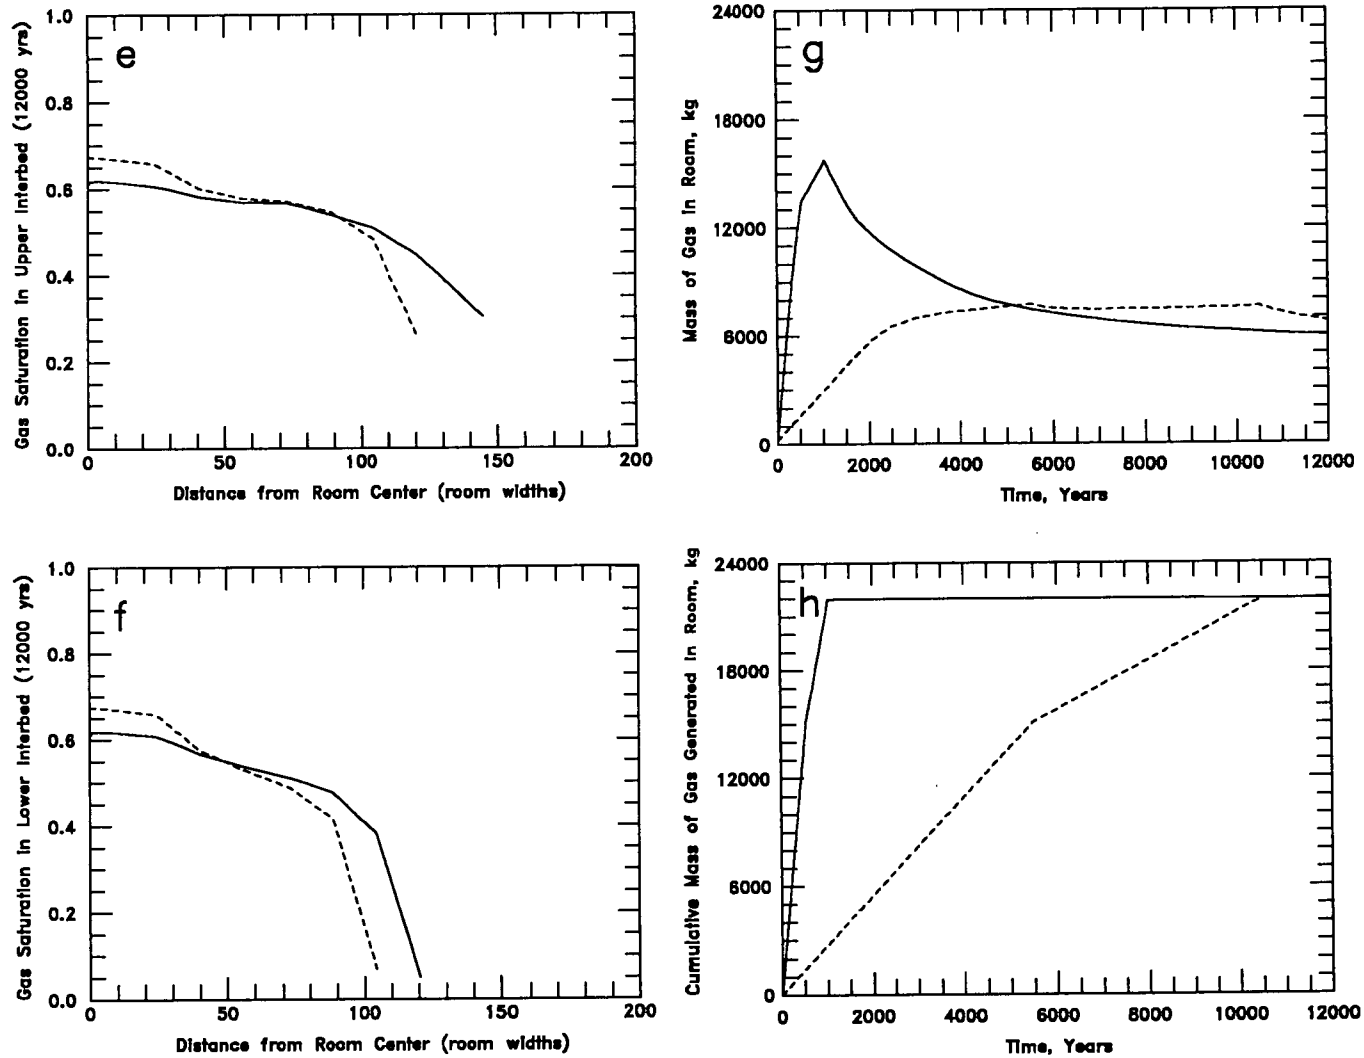 e
Gas Saturation in Upper Interbed (12000 yrs)
1.0
0.8
0.6
0.4
0.2
0.0
0 50 100 150 200
Distance from Room Center (room widths)
g
Mass of Gas in Room, kg
24000
18000
12000
6000
0
0 2000 4000 6000 8000 10000 12000
Time, Years
f
Gas Saturation in Lower Interbed (12000 yrs)
1.0
0.8
0.6
0.4
0.2
0.0
0 50 100 150 200
Distance from Room Center (room widths)
h
Cumulative Mass of Gas Generated in Room, kg
24000
18000
12000
6000
0
0 2000 4000 6000 8000 10000 12000
Time, Years